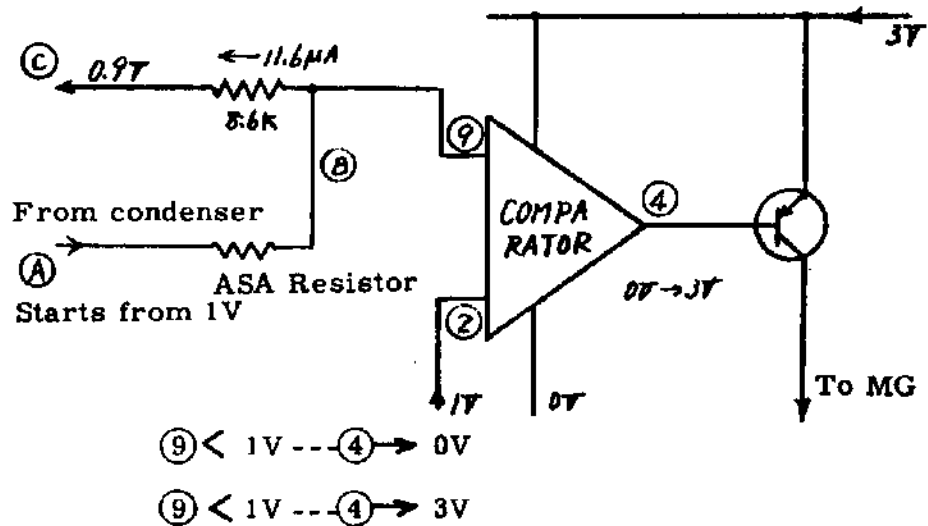 3V
Ⓒ 0.9V ←11.6μA
8.6K
⑨
Ⓑ
COMPA
RATOR
④
From condenser
Ⓐ
ASA Resistor
Starts from 1V
②
0V→3V
1V
0V
To MG
⑨ < 1V ---④→ 0V
⑨ < 1V ---④→ 3V